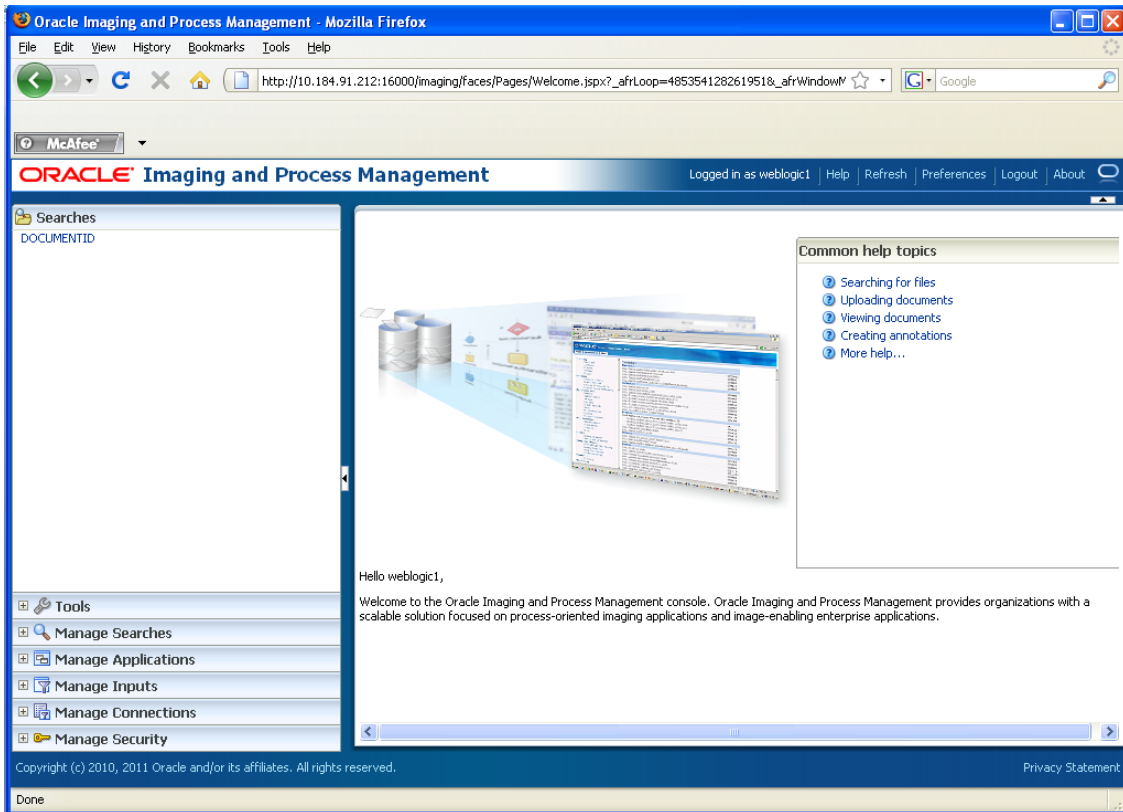 Oracle Imaging and Process Management - Mozilla Firefox
File Edit View History Bookmarks Tools Help
http://10.184.91.212:16000/imaging/faces/Pages/Welcome.jspx?_afrLoop=485354128261951&_afrWindowM
Google
McAfee
ORACLE Imaging and Process Management
Logged in as weblogic1 Help Refresh Preferences Logout About
Searches
DOCUMENTID
Common help topics
Searching for files
Uploading documents
Viewing documents
Creating annotations
More help...
Hello weblogic1,
Welcome to the Oracle Imaging and Process Management console. Oracle Imaging and Process Management provides organizations with a
scalable solution focused on process-oriented imaging applications and image-enabling enterprise applications.
Tools
Manage Searches
Manage Applications
Manage Inputs
Manage Connections
Manage Security
Copyright (c) 2010, 2011 Oracle and/or its affiliates. All rights reserved.
Privacy Statement
Done